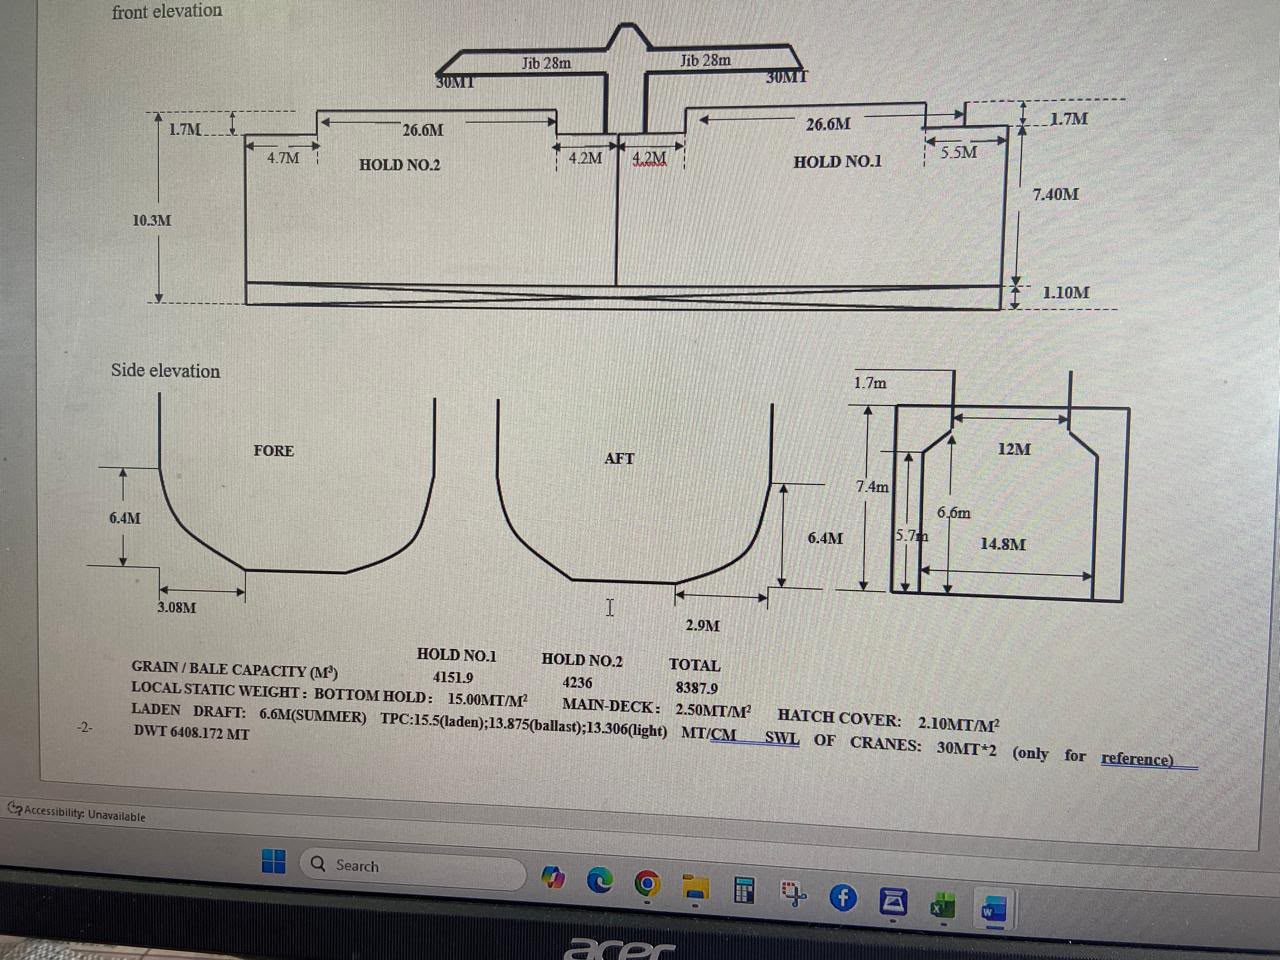 front elevation
Jib 28m
Jib 28m
30MT
30MT
1.7M
26.6M
26.6M
1.7M
4.7M
4.2M
4.2M
5.5M
HOLD NO.2
HOLD NO.1
7.40M
10.3M
1.10M
Side elevation
1.7m
FORE
AFT
12M
7.4m
6.4M
6.6m
5.7m
6.4M
14.8M
3.08M
2.9M
HOLD NO.1 HOLD NO.2 TOTAL
GRAIN / BALE CAPACITY (M³) 4151.9 4236 8387.9
LOCAL STATIC WEIGHT: BOTTOM HOLD: 15.00MT/M² MAIN-DECK: 2.50MT/M² HATCH COVER: 2.10MT/M²
LADEN DRAFT: 6.6M(SUMMER) TPC:15.5(laden);13.875(ballast);13.306(light) MT/CM SWL OF CRANES: 30MT*2 (only for reference)
-2- DWT 6408.172 MT
Accessibility: Unavailable
Search
acer